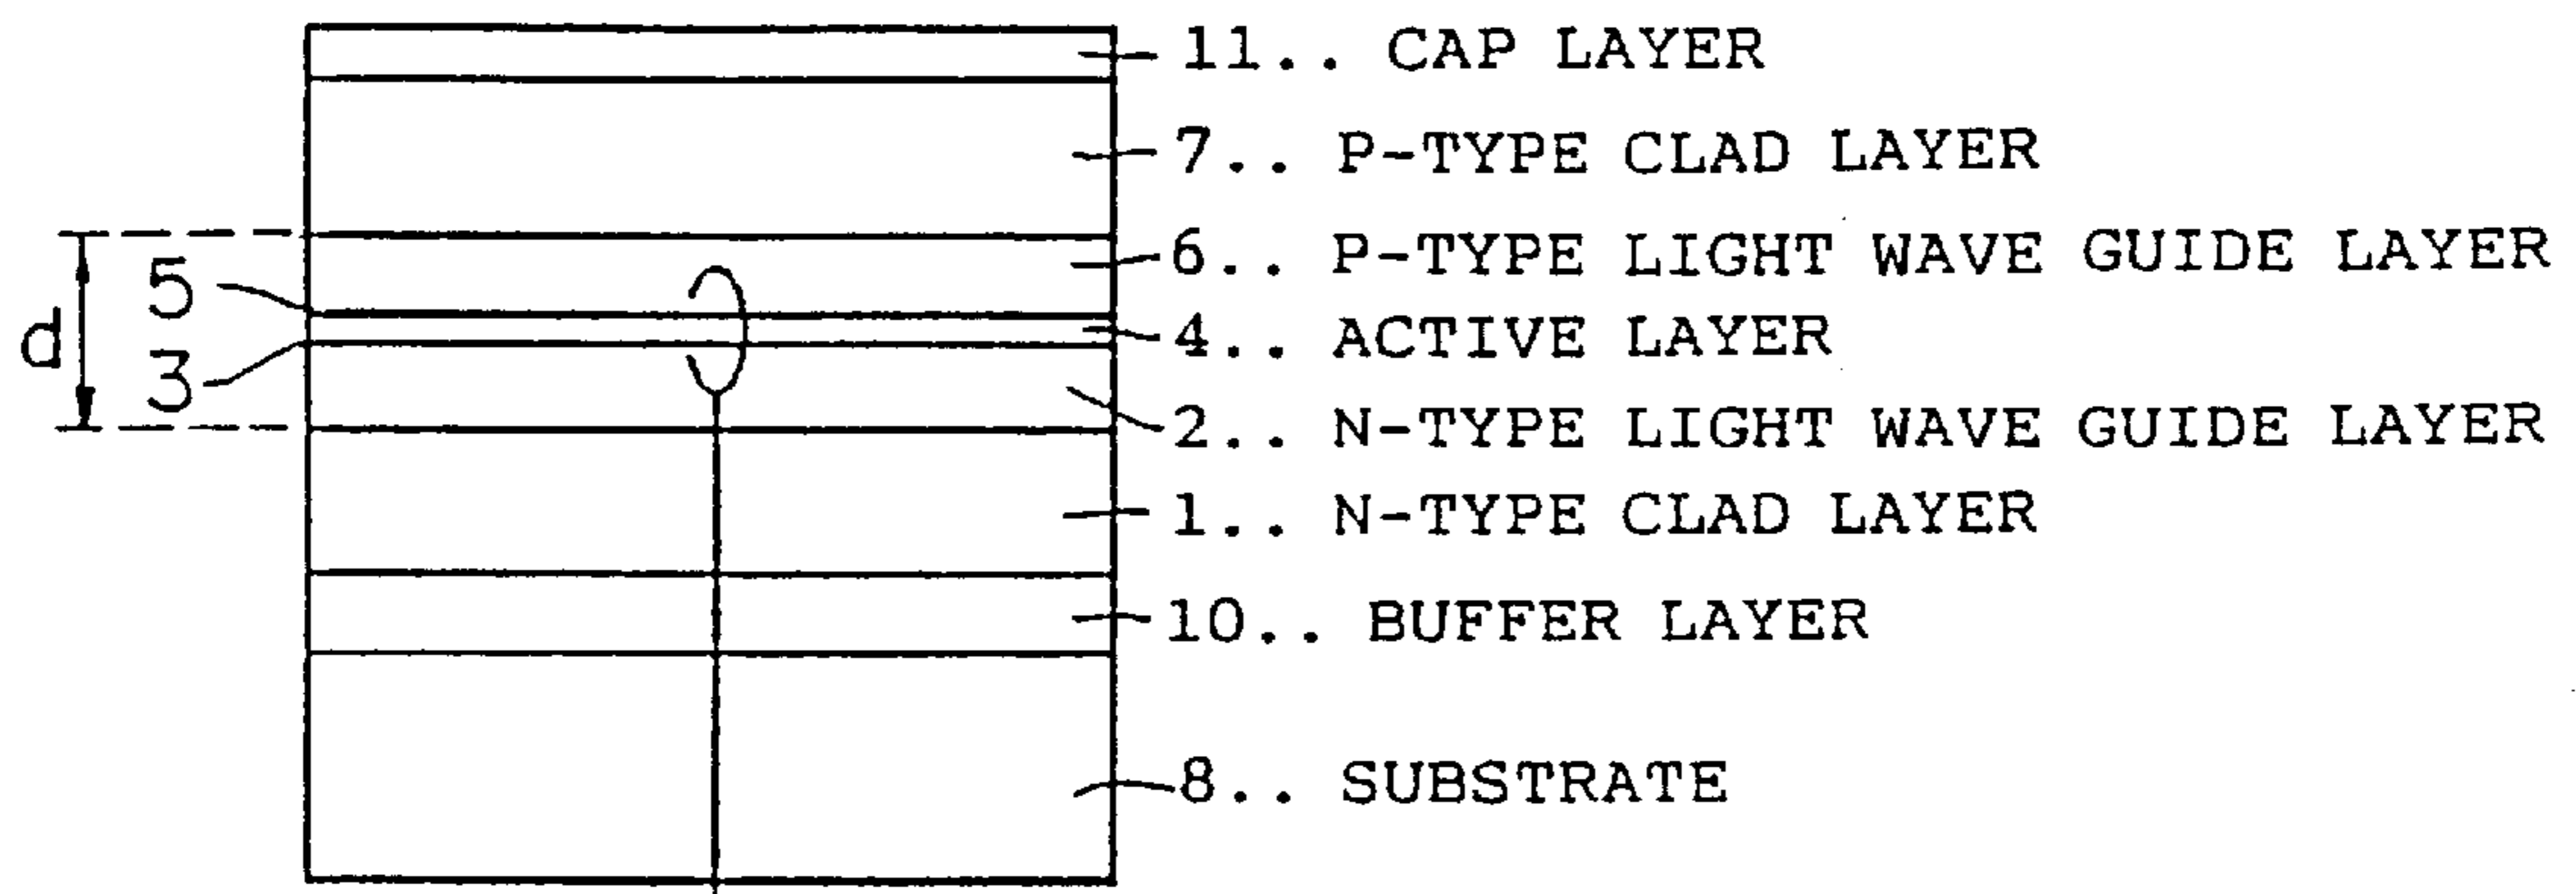 11.. CAP LAYER
7.. P-TYPE CLAD LAYER
6.. P-TYPE LIGHT WAVE GUIDE LAYER
5
d
4.. ACTIVE LAYER
3
2.. N-TYPE LIGHT WAVE GUIDE LAYER
1.. N-TYPE CLAD LAYER
10.. BUFFER LAYER
8.. SUBSTRATE